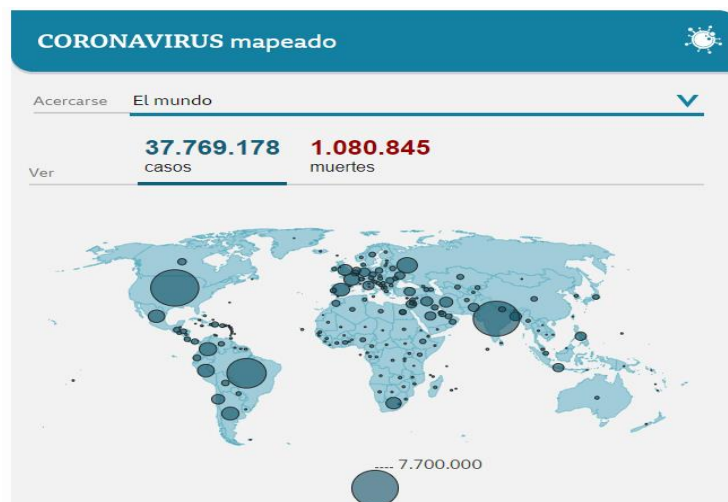 CORONAVIRUS mapeado
Acercarse El mundo
37.769.178 1.080.845
casos muertes
Ver
7.700.000